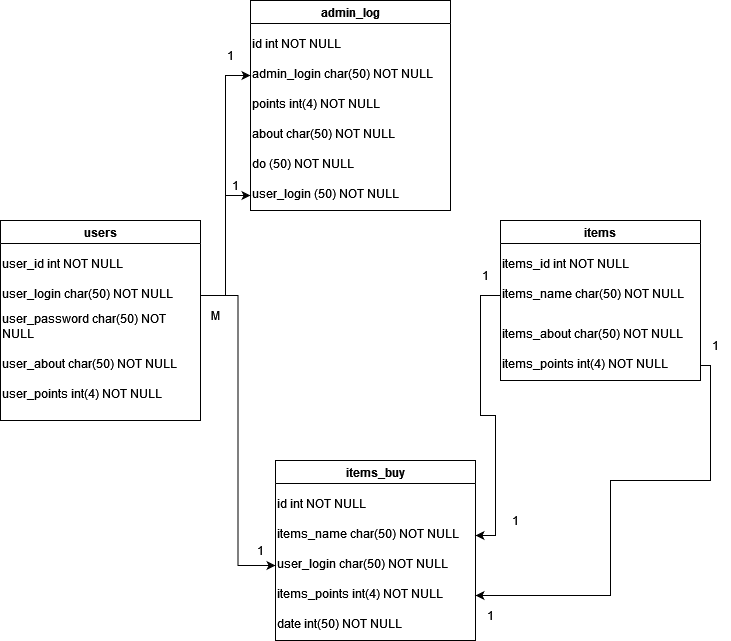 admin_log
id int NOT NULL
1
admin_login char(50) NOT NULL
points int(4) NOT NULL
about char(50) NOT NULL
do (50) NOT NULL
1
user_login (50) NOT NULL
users
user_id int NOT NULL
user_login char(50) NOT NULL
M
user_password char(50) NOT
NULL
user_about char(50) NOT NULL
user_points int(4) NOT NULL
items
items_id int NOT NULL
1
items_name char(50) NOT NULL
items_about char(50) NOT NULL
1
items_points int(4) NOT NULL
items_buy
id int NOT NULL
1
items_name char(50) NOT NULL
1
user_login char(50) NOT NULL
items_points int(4) NOT NULL
1
date int(50) NOT NULL